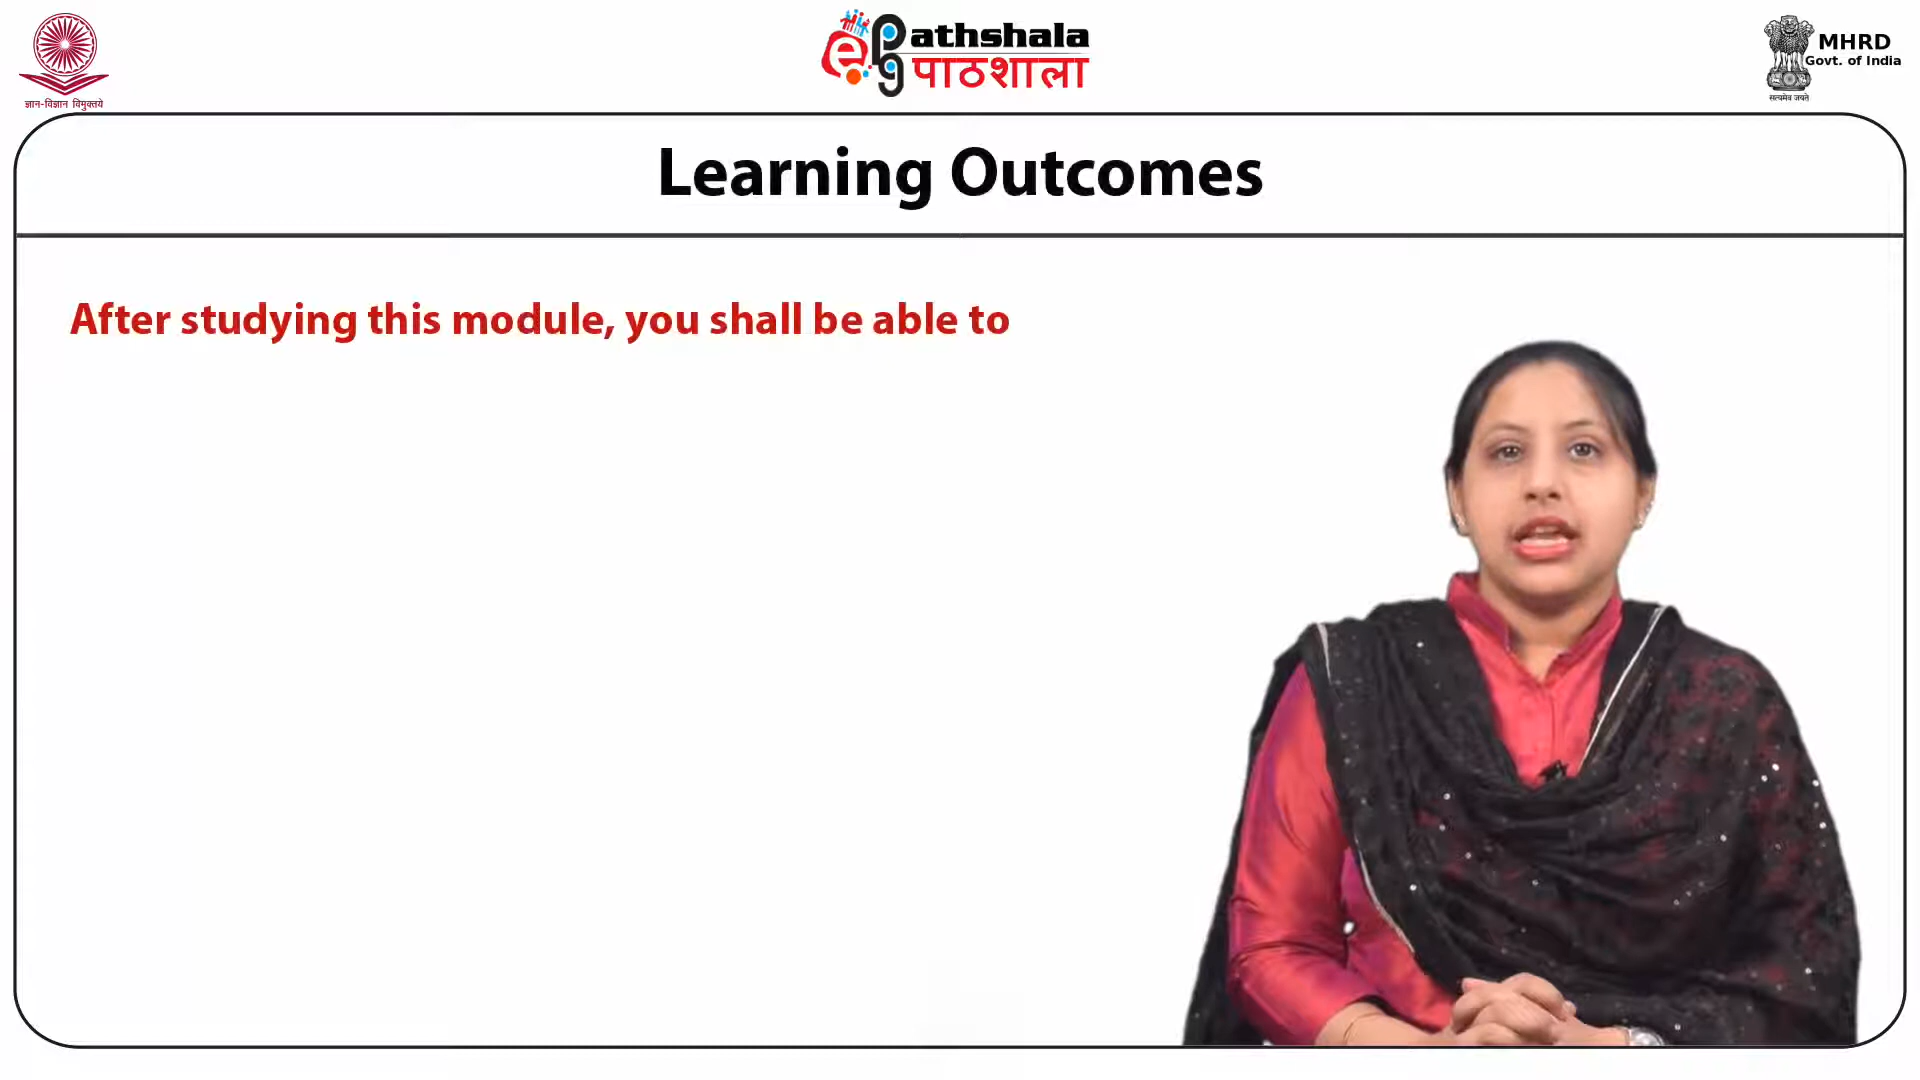 ज्ञान-विज्ञान विमुक्तये
ePgathshala
पाठशाला
MHRD
Govt. of India
सत्यमेव जयते
Learning Outcomes
After studying this module, you shall be able to